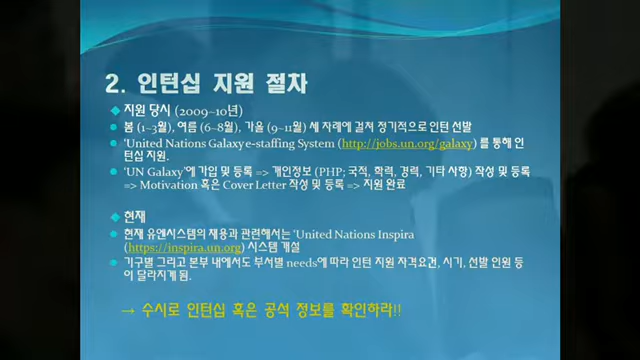 2. 인턴십 지원 절차
지원 당시 (2009~10년)
봄 (1~3월), 여름 (6~8월), 가을 (9~11월) 세 차례에 걸쳐 정기적으로 인턴 선발
'United Nations Galaxy e-staffing System (http://jobs.un.org/galaxy) 를 통해 인
턴십 지원.
'UN Galaxy'에 가입 및 등록 => 개인정보 (PHP; 국적, 학력, 경력, 기타 사항) 작성 및 등록
=> Motivation 혹은 Cover Letter 작성 및 등록 => 지원 완료
현재
현재 유엔시스템의 채용과 관련해서는 'United Nations Inspira
(https://inspira.un.org) 시스템 개설
기구별 그리고 본부 내에서도 부서별 needs에 따라 인턴 지원 자격요건, 시기, 선발 인원 등
이 달라지게 됨.
→ 수시로 인턴십 혹은 공석 정보를 확인하라!!